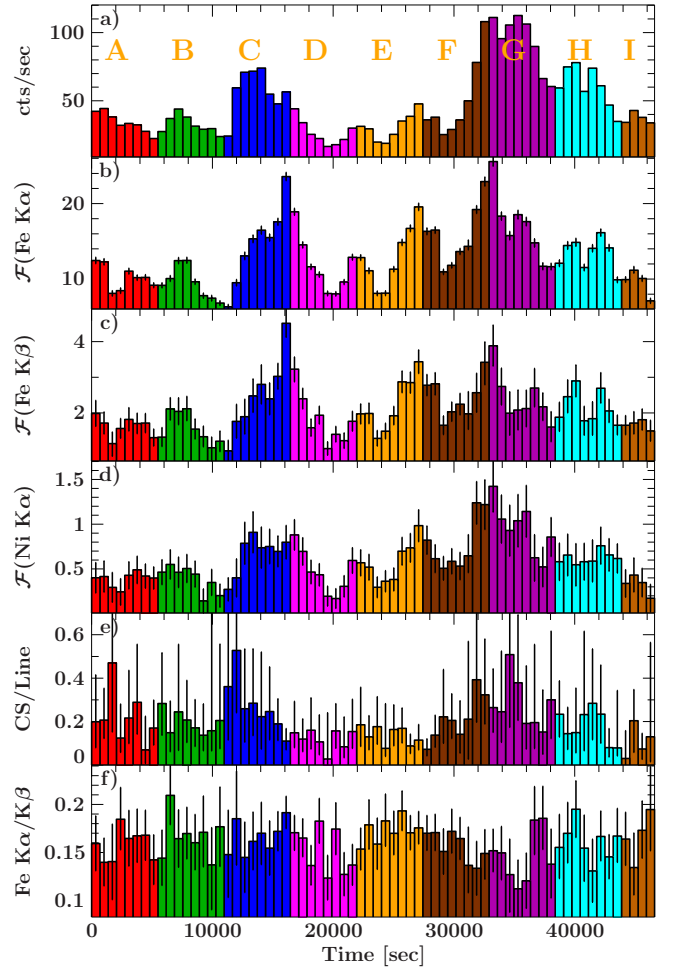 a)
A B C D E F G H I
100
50
cts/sec
b)
20
10
ℱ(Fe Kα)
c)
4
2
ℱ(Fe Kβ)
d)
1.5
1
0.5
ℱ(Ni Kα)
e)
0.6
0.4
0.2
0
CS/Line
f)
0.2
0.15
0.1
Fe Kα/Kβ
0 10000 20000 30000 40000
Time [sec]